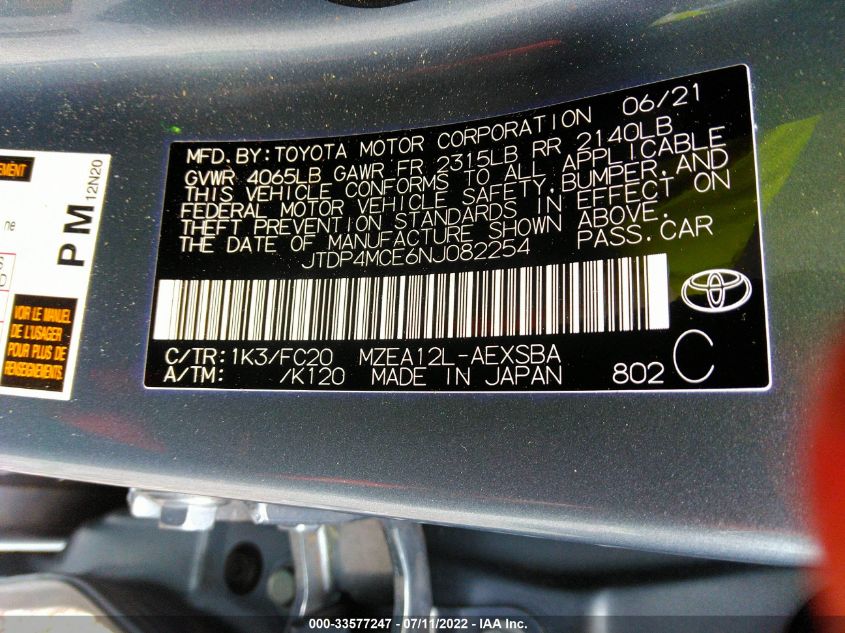 MFD. BY: TOYOTA MOTOR CORPORATION 06/21
GVWR 4065LB GAWR FR 2315LB RR 2140LB
THIS VEHICLE CONFORMS TO ALL APPLICABLE
FEDERAL MOTOR VEHICLE SAFETY, BUMPER, AND
THEFT PREVENTION STANDARDS IN EFFECT ON
THE DATE OF MANUFACTURE SHOWN ABOVE.
JTDP4MCE6NJ082254 PASS. CAR
C/TR: 1K3/FC20 MZEA12L-AEXSBA
A/TM: /K120 MADE IN JAPAN 802 C
PM 12N20
VOIR LE MANUEL
DE L'USAGER
POUR PLUS DE
000-33577247 - 07/11/2022 - IAA Inc.